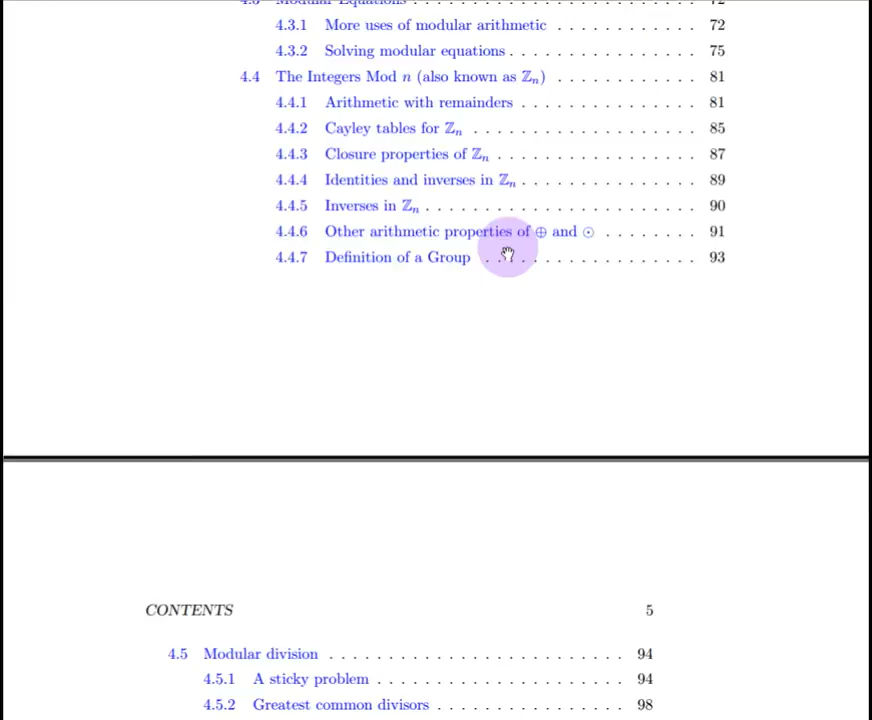 4.3 Modular Equations . . . . . . . . . . . . . . . . . . . . . . . . 72
4.3.1 More uses of modular arithmetic . . . . . . . . . . . . 72
4.3.2 Solving modular equations . . . . . . . . . . . . . . . . 75
4.4 The Integers Mod n (also known as ℤₙ) . . . . . . . . . . . . 81
4.4.1 Arithmetic with remainders . . . . . . . . . . . . . . . 81
4.4.2 Cayley tables for ℤₙ . . . . . . . . . . . . . . . . . . . 85
4.4.3 Closure properties of ℤₙ . . . . . . . . . . . . . . . . . 87
4.4.4 Identities and inverses in ℤₙ . . . . . . . . . . . . . . . 89
4.4.5 Inverses in ℤₙ . . . . . . . . . . . . . . . . . . . . . . . 90
4.4.6 Other arithmetic properties of ⊕ and ⊙ . . . . . . . . 91
4.4.7 Definition of a Group . . . . . . . . . . . . . . . . . . 93
CONTENTS 5
4.5 Modular division . . . . . . . . . . . . . . . . . . . . . . . . . 94
4.5.1 A sticky problem . . . . . . . . . . . . . . . . . . . . . 94
4.5.2 Greatest common divisors . . . . . . . . . . . . . . . . 98